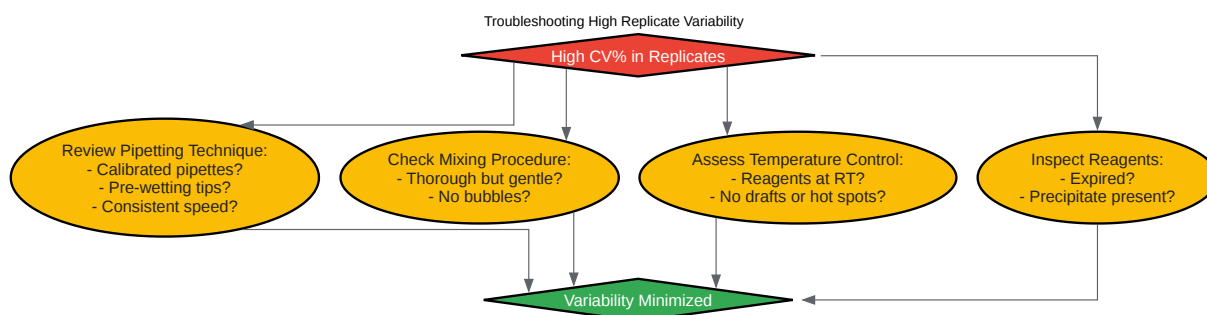 Troubleshooting High Replicate Variability
High CV% in Replicates
Review Pipetting Technique:
- Calibrated pipettes?
- Pre-wetting tips?
- Consistent speed?
Check Mixing Procedure:
- Thorough but gentle?
- No bubbles?
Assess Temperature Control:
- Reagents at RT?
- No drafts or hot spots?
Inspect Reagents:
- Expired?
- Precipitate present?
Variability Minimized